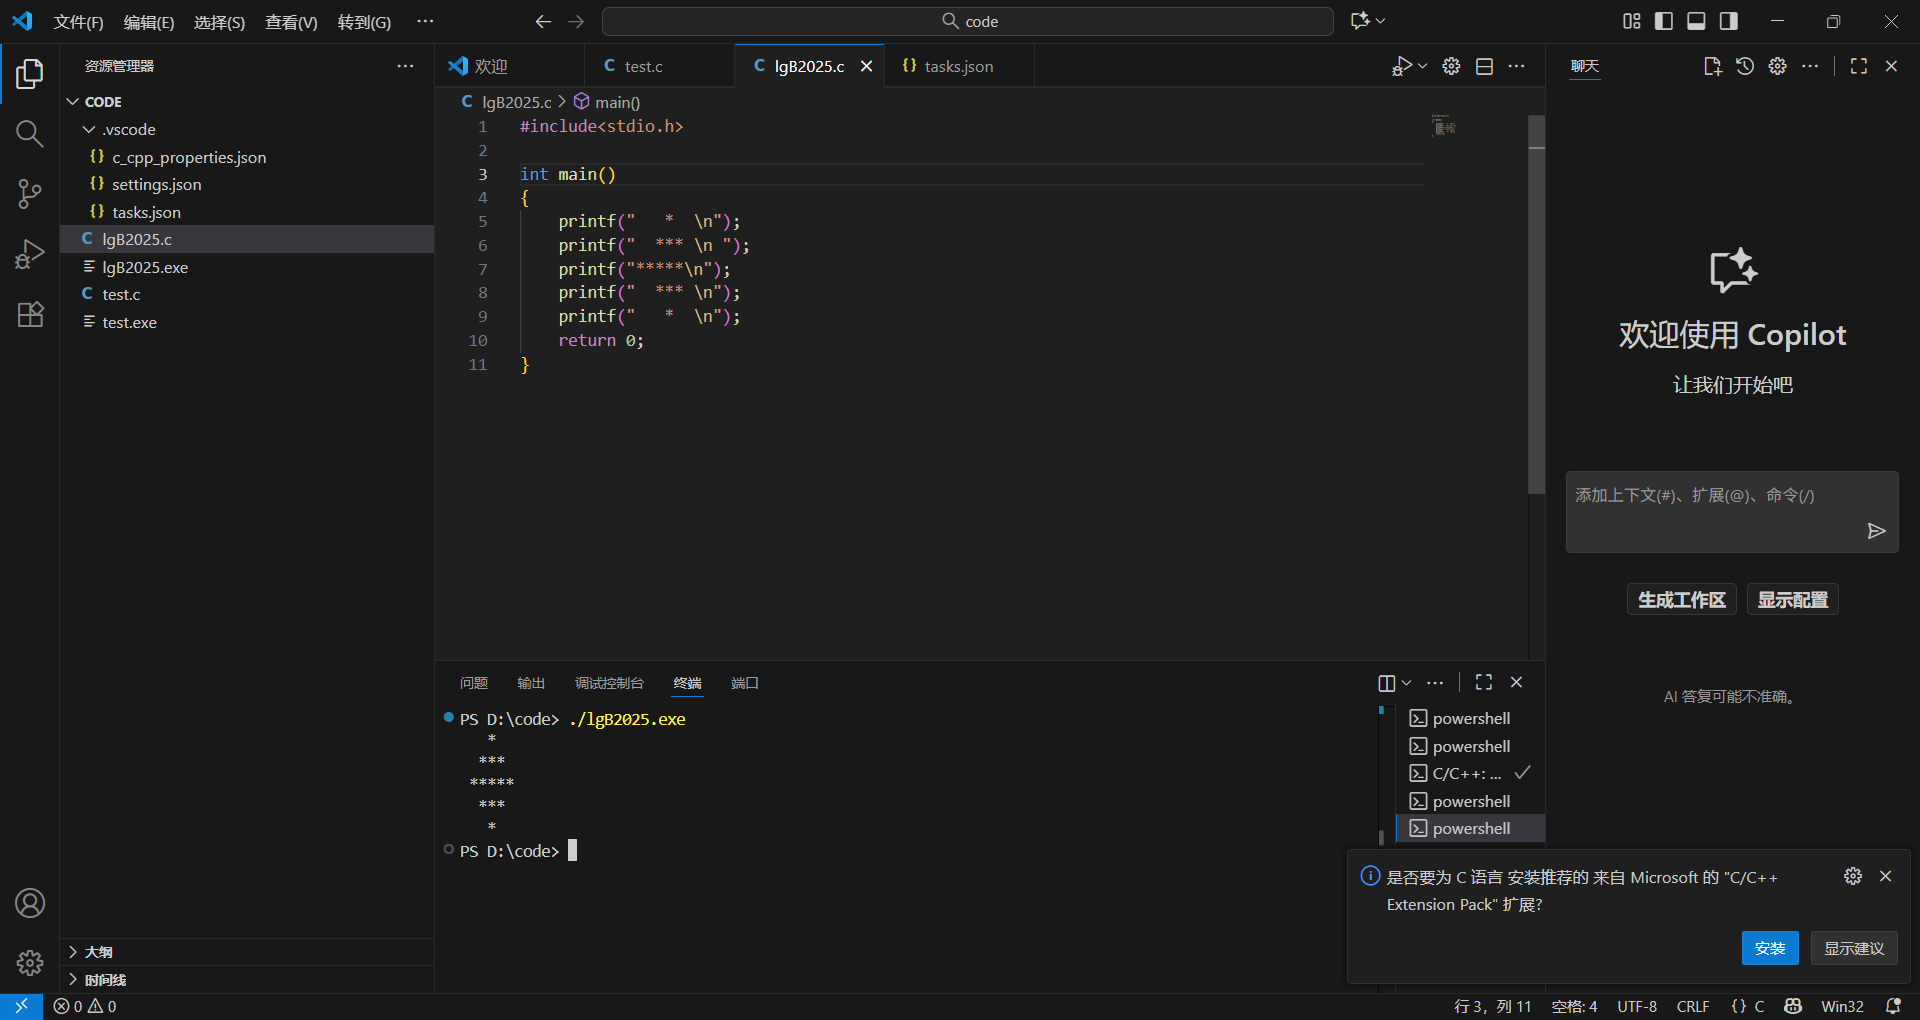 文件(F) 编辑(E) 选择(S) 查看(V) 转到(G) ··· code
资源管理器 ···
CODE
.vscode
{} c_cpp_properties.json
{} settings.json
{} tasks.json
C lgB2025.c
lgB2025.exe
C test.c
test.exe
大纲
时间线
欢迎 C test.c C lgB2025.c {} tasks.json
C lgB2025.c > main()
1 #include<stdio.h>
2
3 int main()
4 {
5     printf("   *  \n");
6     printf("  *** \n ");
7     printf("*****\n");
8     printf("  *** \n");
9     printf("   *  \n");
10     return 0;
11 }
问题 输出 调试控制台 终端 端口
PS D:\code> ./lgB2025.exe
   *
  ***
 *****
  ***
   *
PS D:\code>
powershell
powershell
C/C++: ...
powershell
powershell
聊天
欢迎使用 Copilot
让我们开始吧
添加上下文(#)、扩展(@)、命令(/)
生成工作区 显示配置
AI 答复可能不准确。
是否要为 C 语言 安装推荐的 来自 Microsoft 的 "C/C++
Extension Pack" 扩展?
安装 显示建议
0 0 行 3，列 11 空格: 4 UTF-8 CRLF {} C Win32